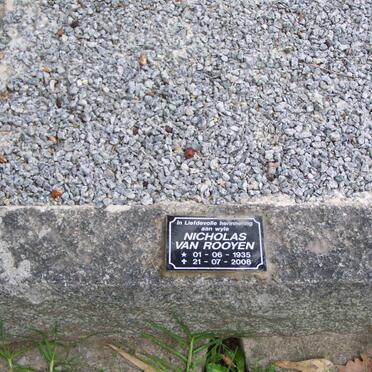 In Liefdevolle herinnering
aan wyle
NICHOLAS
VAN ROOYEN
★ 01 - 06 - 1935
✝ 21 - 07 - 2008